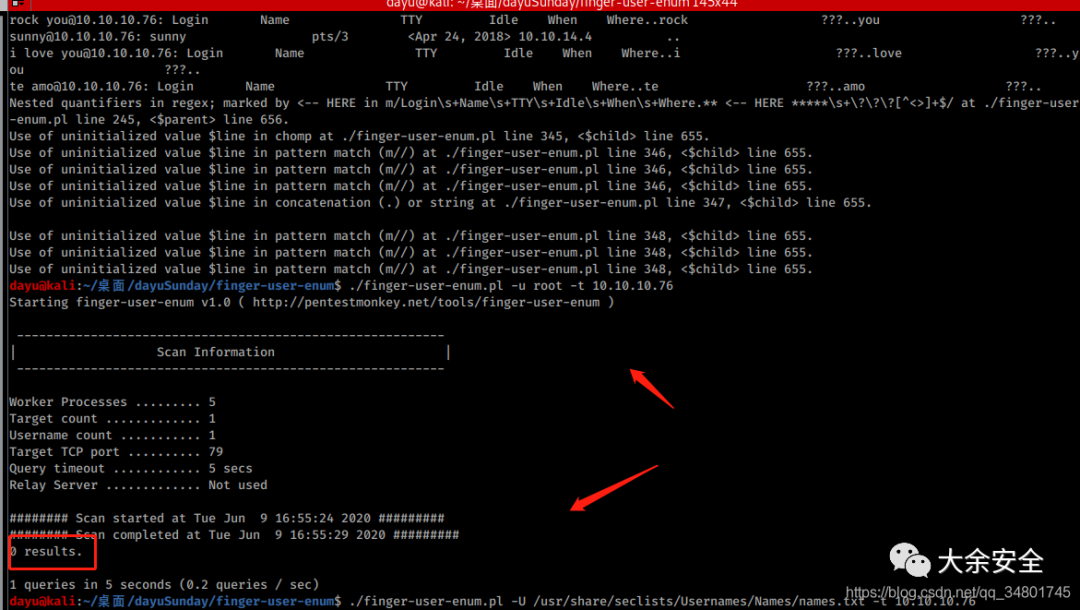 dayu@kali: ~/桌面/dayuSunday/finger-user-enum 145x44
rock you@10.10.10.76: Login Name TTY Idle When Where..rock ???..you ???..
sunny@10.10.10.76: sunny pts/3 <Apr 24, 2018> 10.10.14.4 ..
i love you@10.10.10.76: Login Name TTY Idle When Where..i ???..love ???..y
ou ???..
te amo@10.10.10.76: Login Name TTY Idle When Where..te ???..amo ???..
Nested quantifiers in regex; marked by <-- HERE in m/Login\s+Name\s+TTY\s+Idle\s+When\s+Where.** <-- HERE *****\s+\?\?\?[^<>]+$/ at ./finger-user
-enum.pl line 245, <$parent> line 656.
Use of uninitialized value $line in chomp at ./finger-user-enum.pl line 345, <$child> line 655.
Use of uninitialized value $line in pattern match (m//) at ./finger-user-enum.pl line 346, <$child> line 655.
Use of uninitialized value $line in pattern match (m//) at ./finger-user-enum.pl line 346, <$child> line 655.
Use of uninitialized value $line in pattern match (m//) at ./finger-user-enum.pl line 346, <$child> line 655.
Use of uninitialized value $line in concatenation (.) or string at ./finger-user-enum.pl line 347, <$child> line 655.
Use of uninitialized value $line in pattern match (m//) at ./finger-user-enum.pl line 348, <$child> line 655.
Use of uninitialized value $line in pattern match (m//) at ./finger-user-enum.pl line 348, <$child> line 655.
Use of uninitialized value $line in pattern match (m//) at ./finger-user-enum.pl line 348, <$child> line 655.
dayu@kali:~/桌面/dayuSunday/finger-user-enum$ ./finger-user-enum.pl -u root -t 10.10.10.76
Starting finger-user-enum v1.0 ( http://pentestmonkey.net/tools/finger-user-enum )
----------------------------------------------------------
| Scan Information |
----------------------------------------------------------
Worker Processes ......... 5
Target count ............. 1
Username count ........... 1
Target TCP port .......... 79
Query timeout ............ 5 secs
Relay Server ............. Not used
######## Scan started at Tue Jun 9 16:55:24 2020 #########
######## Scan completed at Tue Jun 9 16:55:29 2020 #########
0 results.
1 queries in 5 seconds (0.2 queries / sec)
dayu@kali:~/桌面/dayuSunday/finger-user-enum$ ./finger-user-enum.pl -U /usr/share/seclists/Usernames/Names/names.txt -t 10.10.10.76
大余安全
https://blog.csdn.net/qq_34801745